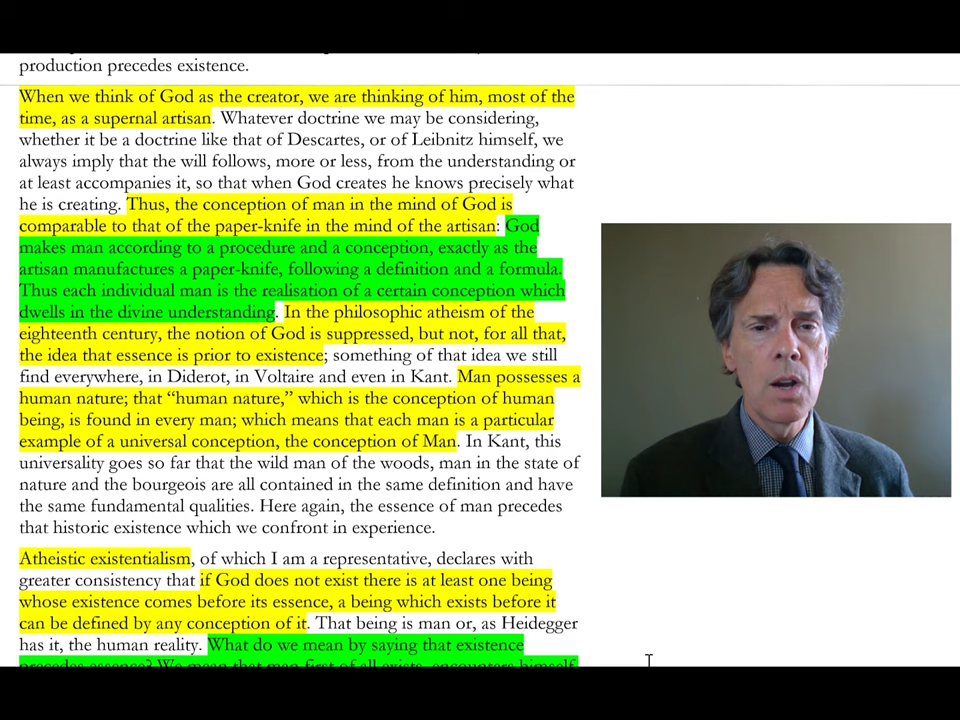 production precedes existence.
When we think of God as the creator, we are thinking of him, most of the
time, as a supernal artisan. Whatever doctrine we may be considering,
whether it be a doctrine like that of Descartes, or of Leibnitz himself, we
always imply that the will follows, more or less, from the understanding or
at least accompanies it, so that when God creates he knows precisely what
he is creating. Thus, the conception of man in the mind of God is
comparable to that of the paper-knife in the mind of the artisan: God
makes man according to a procedure and a conception, exactly as the
artisan manufactures a paper-knife, following a definition and a formula.
Thus each individual man is the realisation of a certain conception which
dwells in the divine understanding. In the philosophic atheism of the
eighteenth century, the notion of God is suppressed, but not, for all that,
the idea that essence is prior to existence; something of that idea we still
find everywhere, in Diderot, in Voltaire and even in Kant. Man possesses a
human nature; that “human nature,” which is the conception of human
being, is found in every man; which means that each man is a particular
example of a universal conception, the conception of Man. In Kant, this
universality goes so far that the wild man of the woods, man in the state of
nature and the bourgeois are all contained in the same definition and have
the same fundamental qualities. Here again, the essence of man precedes
that historic existence which we confront in experience.
Atheistic existentialism, of which I am a representative, declares with
greater consistency that if God does not exist there is at least one being
whose existence comes before its essence, a being which exists before it
can be defined by any conception of it. That being is man or, as Heidegger
has it, the human reality. What do we mean by saying that existence
precedes essence? We mean that man first of all exists, encounters himself